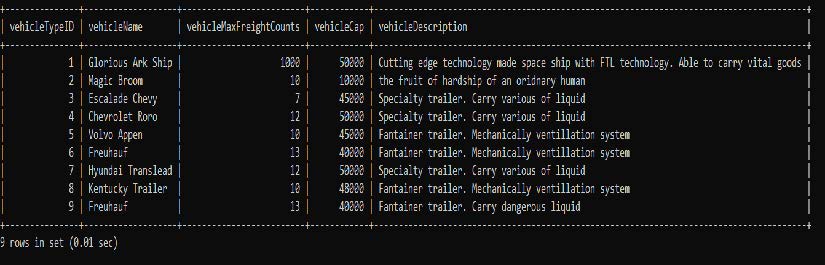 vehicleTypeID | vehicleName | vehicleMaxFreightCounts | vehicleCap | vehicleDescription
1 | Glorious Ark Ship | 1000 | 50000 | Cutting edge technology made space ship with FTL technology. Able to carry vital goods
2 | Magic Broom | 10 | 10000 | the fruit of hardship of an oridnary human
3 | Escalade Chevy | 7 | 45000 | Specialty trailer. Carry various of liquid
4 | Chevrolet Roro | 12 | 50000 | Specialty trailer. Carry various of liquid
5 | Volvo Appen | 10 | 45000 | Fantainer trailer. Mechanically ventillation system
6 | Freuhauf | 13 | 40000 | Fantainer trailer. Mechanically ventillation system
7 | Hyundai Translead | 12 | 50000 | Specialty trailer. Carry various of liquid
8 | Kentucky Trailer | 10 | 48000 | Fantainer trailer. Mechanically ventillation system
9 | Freuhauf | 13 | 40000 | Fantainer trailer. Carry dangerous liquid
9 rows in set (0.01 sec)